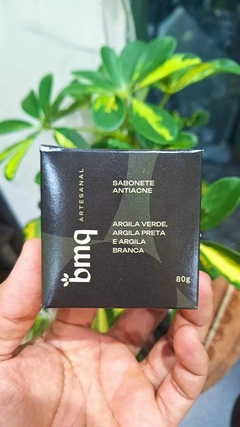 bmq
ARTESANAL
SABONETE
ANTIACNE
ARGILA VERDE,
ARGILA PRETA
E ARGILA
BRANCA
80g